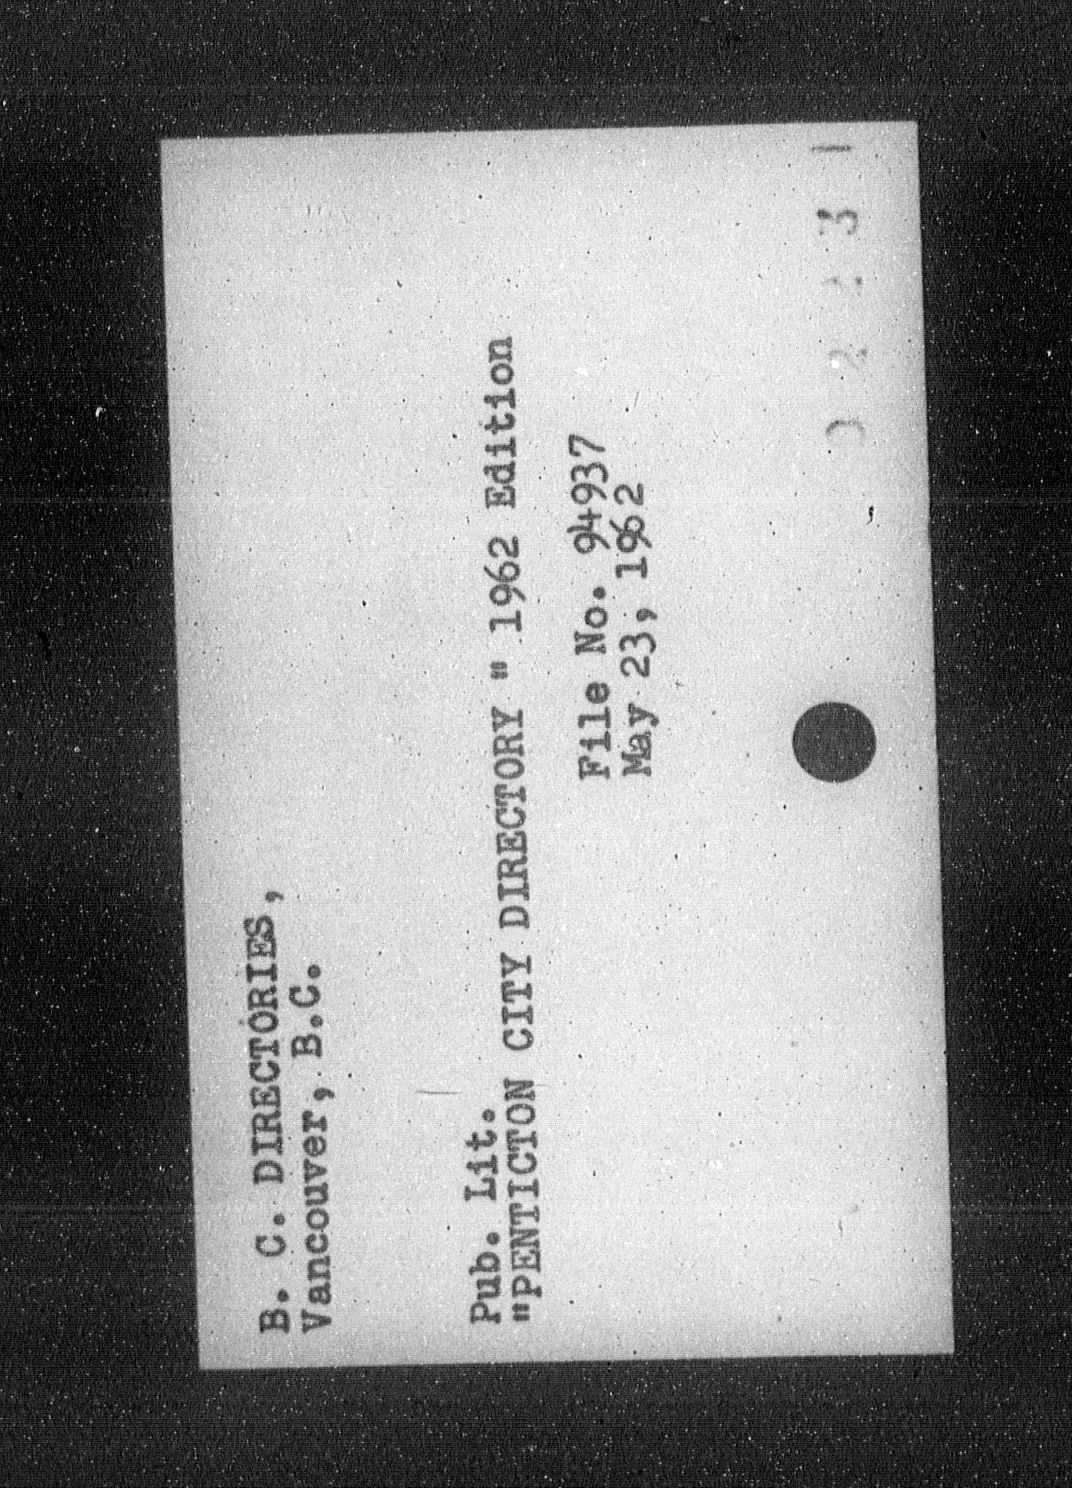 B. C. DIRECTORIES,
Vancouver, B.C.
Pub. Lit.
"PENTICTON CITY DIRECTORY " 1962 Edition
File No. 94937
May 23, 1962